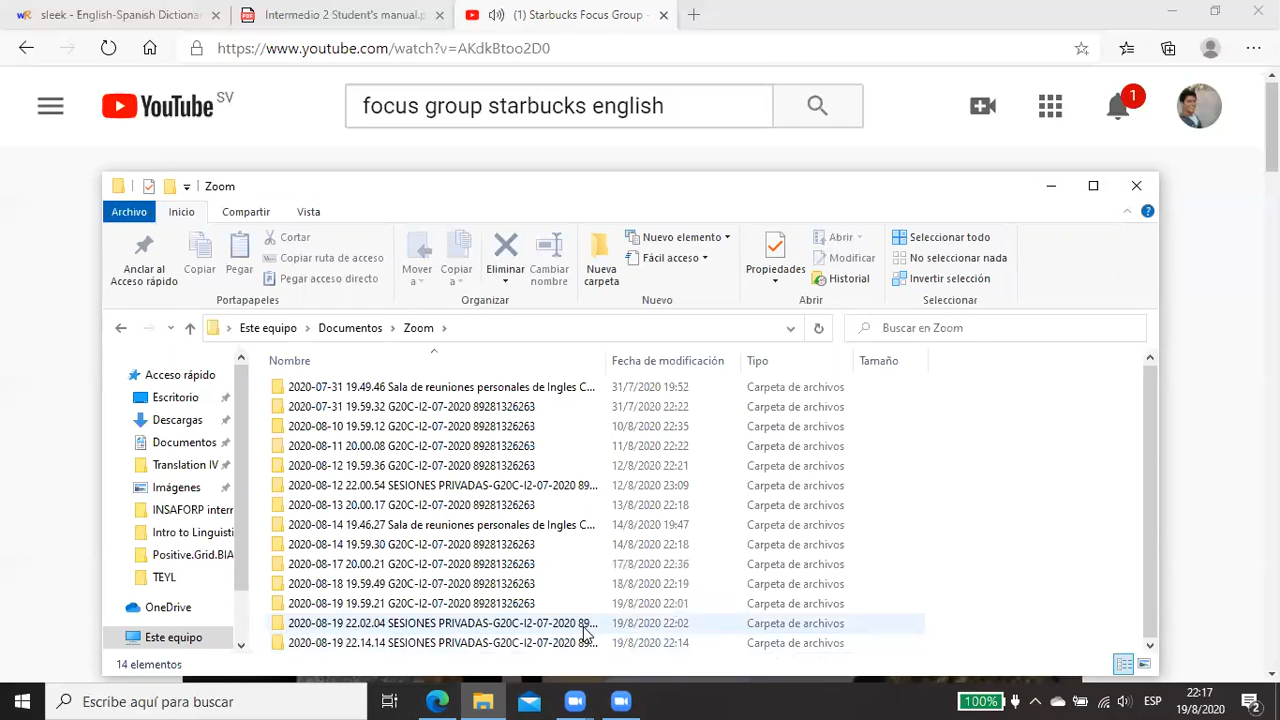 sleek - English-Spanish Dictionar
Intermedio 2 Student's manual.p
(1) Starbucks Focus Group -
https://www.youtube.com/watch?v=AKdkBtoo2D0
YouTube SV
focus group starbucks english
1
Zoom
Archivo Inicio Compartir Vista
Anclar al Acceso rápido
Copiar
Pegar
Cortar
Copiar ruta de acceso
Pegar acceso directo
Portapapeles
Mover a
Copiar a
Eliminar
Cambiar nombre
Organizar
Nueva carpeta
Nuevo elemento
Fácil acceso
Nuevo
Propiedades
Abrir
Modificar
Historial
Abrir
Seleccionar todo
No seleccionar nada
Invertir selección
Seleccionar
Este equipo > Documentos > Zoom >
Buscar en Zoom
Nombre Fecha de modificación Tipo Tamaño
Acceso rápido
Escritorio
Descargas
Documentos
Translation IV
Imágenes
INSAFORP intern
Intro to Linguisti
Positive.Grid.BIA
TEYL
OneDrive
Este equipo
2020-07-31 19.49.46 Sala de reuniones personales de Ingles C... 31/7/2020 19:52 Carpeta de archivos
2020-07-31 19.59.32 G20C-I2-07-2020 89281326263 31/7/2020 22:22 Carpeta de archivos
2020-08-10 19.59.12 G20C-I2-07-2020 89281326263 10/8/2020 22:35 Carpeta de archivos
2020-08-11 20.00.08 G20C-I2-07-2020 89281326263 11/8/2020 22:22 Carpeta de archivos
2020-08-12 19.59.36 G20C-I2-07-2020 89281326263 12/8/2020 22:21 Carpeta de archivos
2020-08-12 22.00.54 SESIONES PRIVADAS-G20C-I2-07-2020 89... 12/8/2020 23:09 Carpeta de archivos
2020-08-13 20.00.17 G20C-I2-07-2020 89281326263 13/8/2020 22:18 Carpeta de archivos
2020-08-14 19.46.27 Sala de reuniones personales de Ingles C... 14/8/2020 19:47 Carpeta de archivos
2020-08-14 19.59.30 G20C-I2-07-2020 89281326263 14/8/2020 22:18 Carpeta de archivos
2020-08-17 20.00.21 G20C-I2-07-2020 89281326263 17/8/2020 22:36 Carpeta de archivos
2020-08-18 19.59.49 G20C-I2-07-2020 89281326263 18/8/2020 22:19 Carpeta de archivos
2020-08-19 19.59.21 G20C-I2-07-2020 89281326263 19/8/2020 22:01 Carpeta de archivos
2020-08-19 22.02.04 SESIONES PRIVADAS-G20C-I2-07-2020 89... 19/8/2020 22:02 Carpeta de archivos
2020-08-19 22.14.14 SESIONES PRIVADAS-G20C-I2-07-2020 89... 19/8/2020 22:14 Carpeta de archivos
14 elementos
Escribe aquí para buscar
100%
ESP
22:17
19/8/2020
2